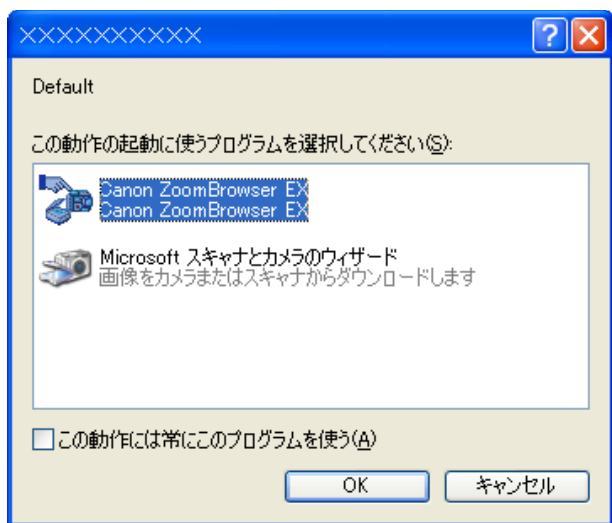 ××××××××××
Default
この動作の起動に使うプログラムを選択してください(S):
Canon ZoomBrowser EX
Canon ZoomBrowser EX
Microsoft スキャナとカメラのウィザード
画像をカメラまたはスキャナからダウンロードします
この動作には常にこのプログラムを使う(A)
OK
キャンセル